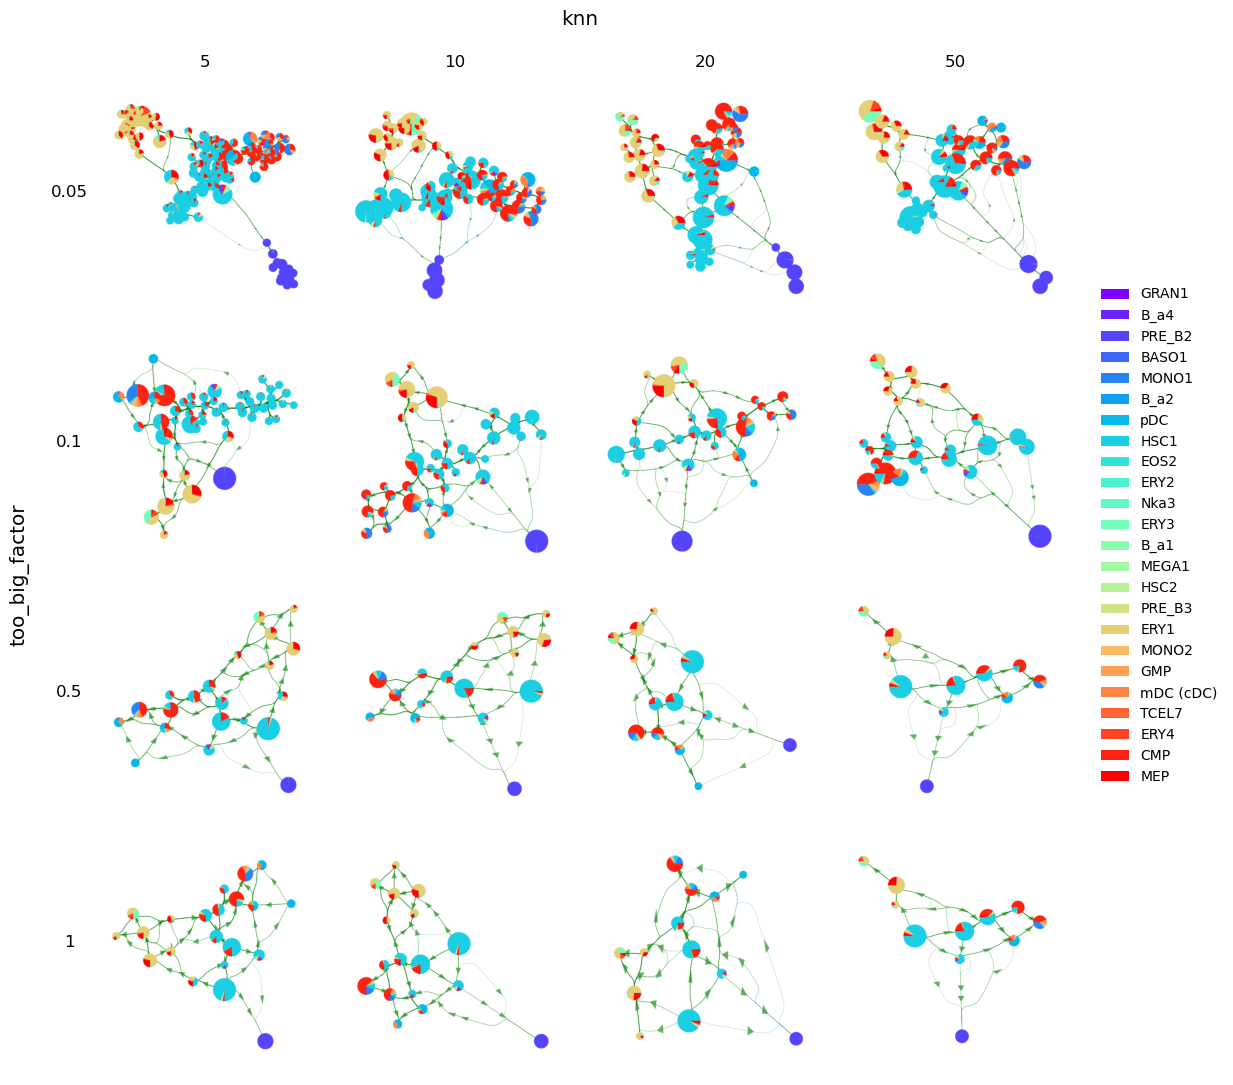 knn
5 10 20 50
0.05
0.1
too_big_factor
0.5
1
GRAN1
B_a4
PRE_B2
BASO1
MONO1
B_a2
pDC
HSC1
EOS2
ERY2
Nka3
ERY3
B_a1
MEGA1
HSC2
PRE_B3
ERY1
MONO2
GMP
mDC (cDC)
TCEL7
ERY4
CMP
MEP